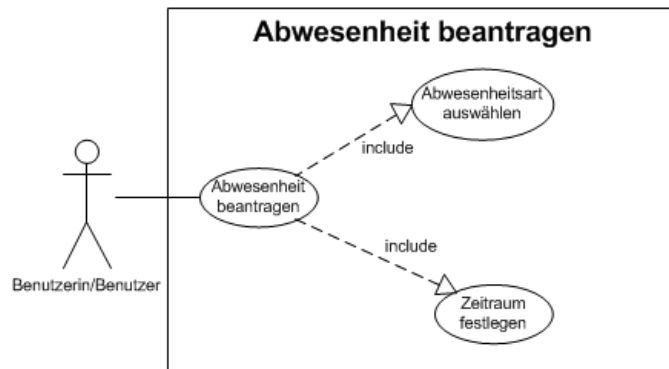 Abwesenheit beantragen
Abwesenheitsart
auswählen
include
Abwesenheit
beantragen
include
Benutzerin/Benutzer
Zeitraum
festlegen